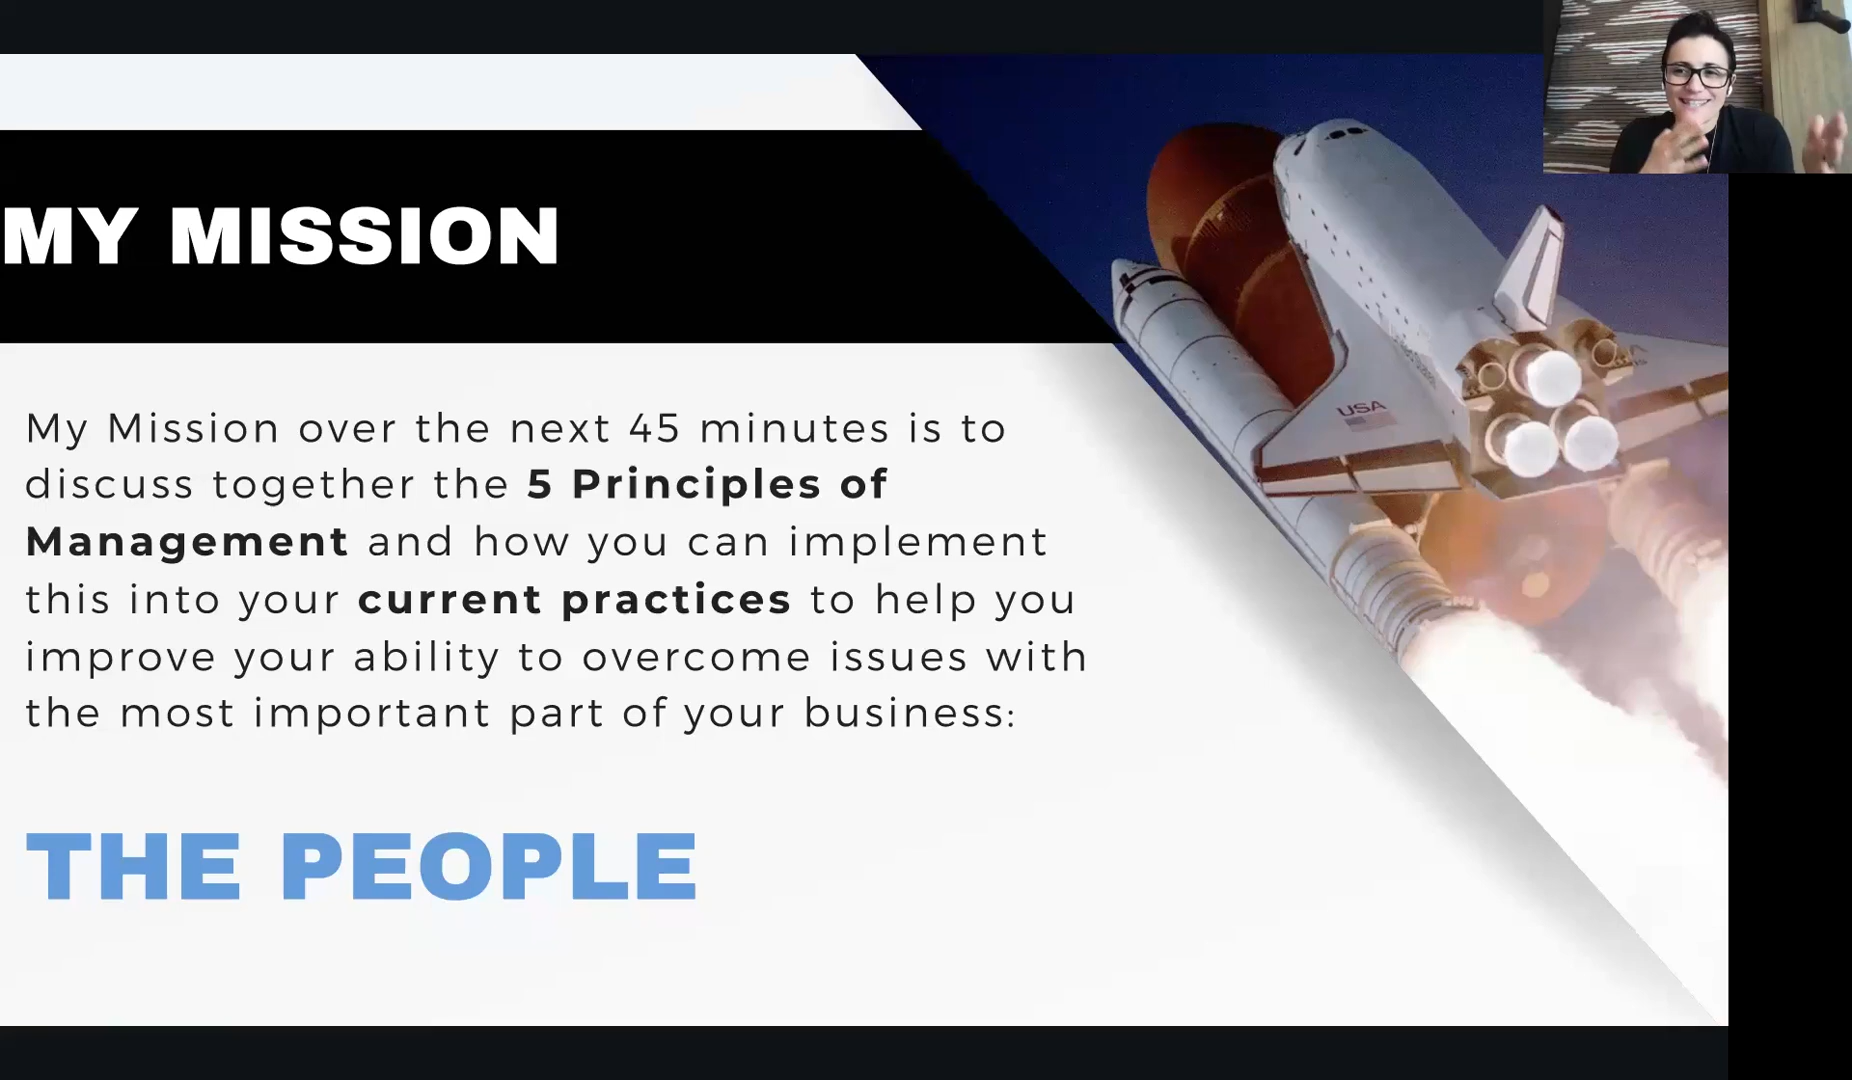 MY MISSION
My Mission over the next 45 minutes is to
discuss together the 5 Principles of
Management and how you can implement
this into your current practices to help you
improve your ability to overcome issues with
the most important part of your business:
THE PEOPLE
USA